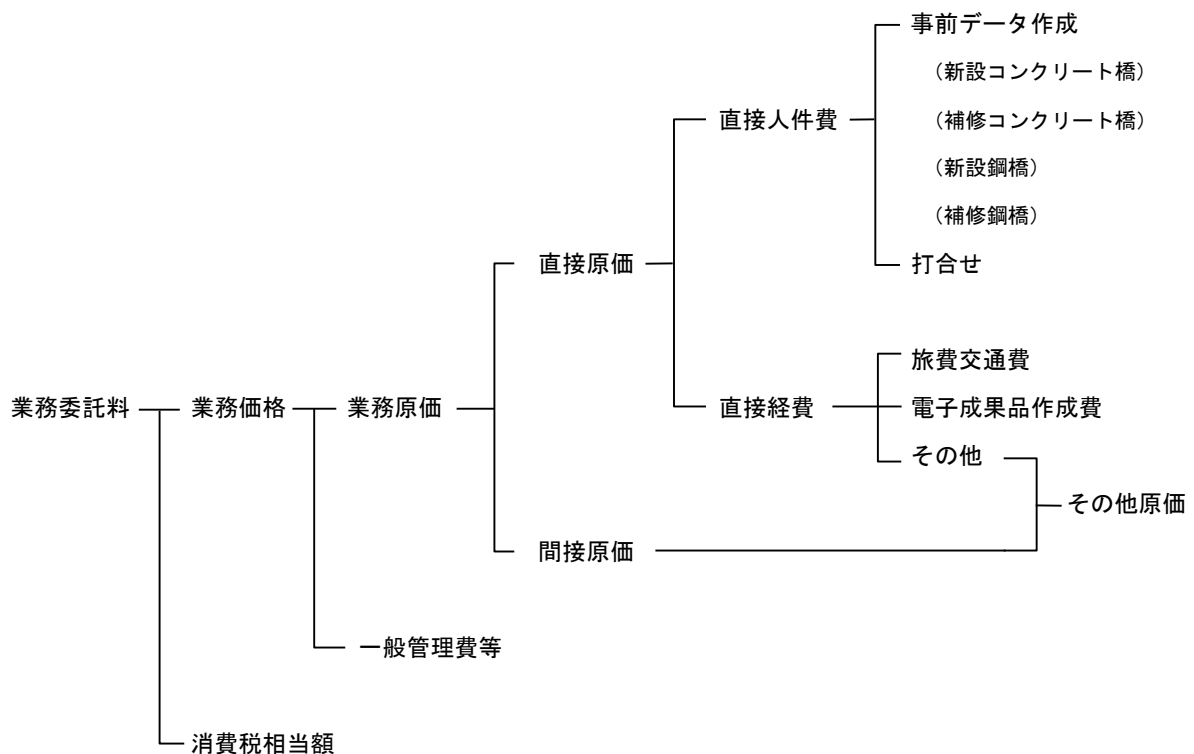 事前データ作成
（新設コンクリート橋）
直接人件費
（補修コンクリート橋）
（新設鋼橋）
（補修鋼橋）
直接原価
打合せ
旅費交通費
業務委託料
業務価格
業務原価
直接経費
電子成果品作成費
その他
その他原価
間接原価
一般管理費等
消費税相当額